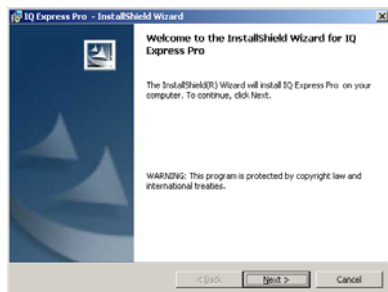 IQ Express Pro - InstallShield Wizard
Welcome to the InstallShield Wizard for IQ
Express Pro
The InstallShield(R) Wizard will install IQ Express Pro on your
computer. To continue, click Next.
WARNING: This program is protected by copyright law and
international treaties.
< Back
Next >
Cancel